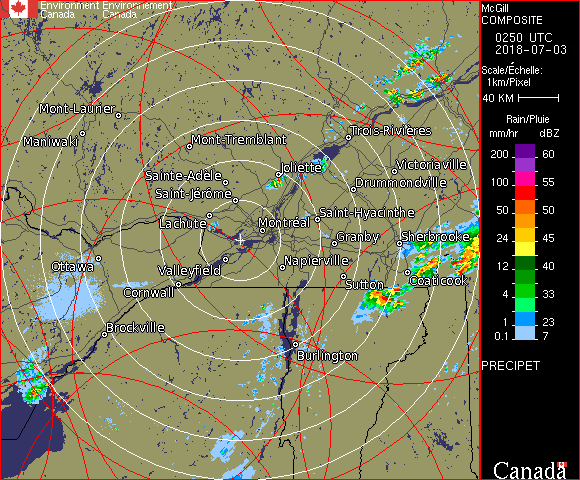 Environment Environnement
Canada Canada
McGill
COMPOSITE
0250 UTC
2018-07-03
Scale/Échelle:
1km/Pixel
40 KM
Rain/Pluie
mm/hr dBZ
200 60
100 55
50 50
24 45
12 40
4 33
1 23
0.1 7
PRECIPET
Canada
Mont-Laurier
Maniwaki
Mont-Tremblant
Trois-Rivières
Sainte-Adèle
Joliette
Victoriaville
Saint-Jérôme
Drummondville
Lachute
Montréal
Saint-Hyacinthe
Granby
Sherbrooke
Ottawa
Valleyfield
Napierville
Cornwall
Sutton
Coaticook
Brockville
Burlington